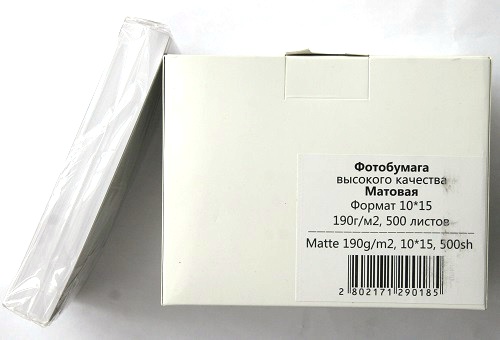 Фотобумага
высокого качества
Матовая
Формат 10*15
190г/м2, 500 листов
Matte 190g/m2, 10*15, 500sh
2 802171 290185